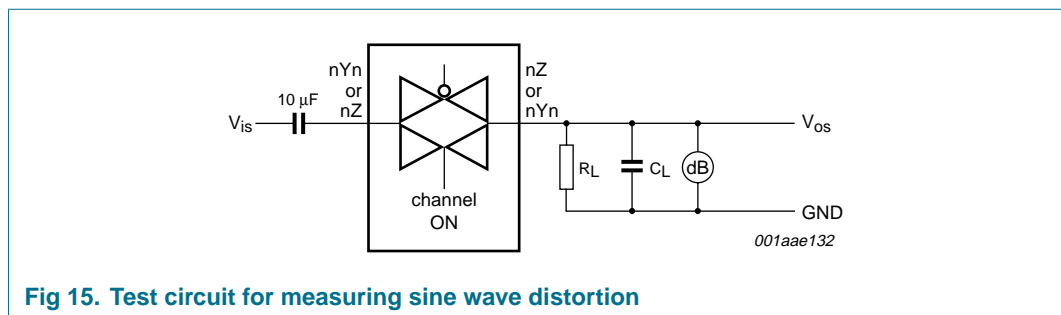 nYn
or
nZ
10 μF
Vis
channel
ON
nZ
or
nYn
RL
CL
dB
Vos
GND
001aae132
Fig 15. Test circuit for measuring sine wave distortion